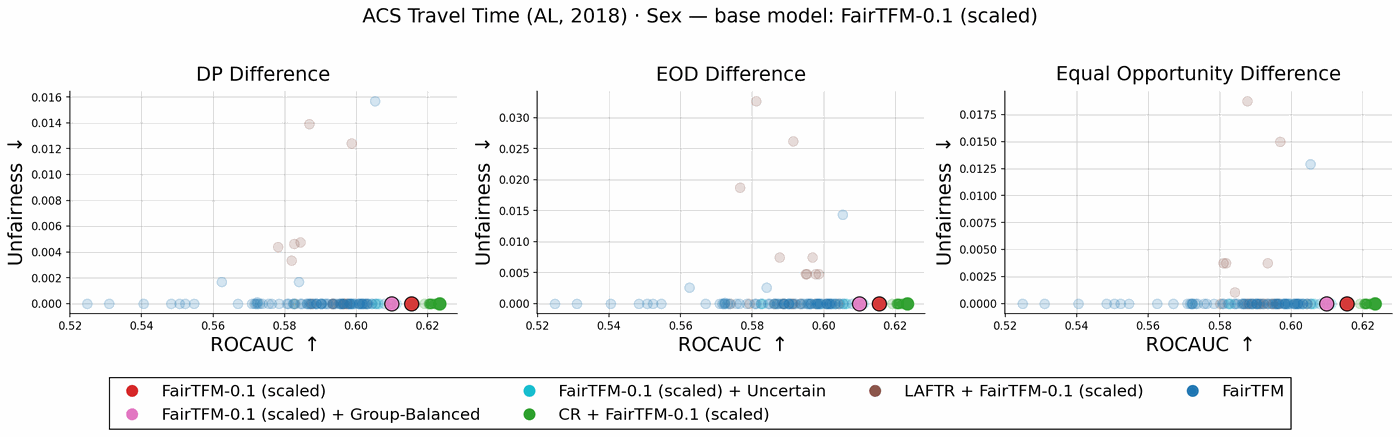 ACS Travel Time (AL, 2018) · Sex — base model: FairTFM-0.1 (scaled)
DP Difference
Unfairness ↓
0.016
0.014
0.012
0.010
0.008
0.006
0.004
0.002
0.000
0.52 0.54 0.56 0.58 0.60 0.62
ROCAUC ↑
EOD Difference
Unfairness ↓
0.030
0.025
0.020
0.015
0.010
0.005
0.000
0.52 0.54 0.56 0.58 0.60 0.62
ROCAUC ↑
Equal Opportunity Difference
Unfairness ↓
0.0175
0.0150
0.0125
0.0100
0.0075
0.0050
0.0025
0.0000
0.52 0.54 0.56 0.58 0.60 0.62
ROCAUC ↑
FairTFM-0.1 (scaled)
FairTFM-0.1 (scaled) + Group-Balanced
FairTFM-0.1 (scaled) + Uncertain
CR + FairTFM-0.1 (scaled)
LAFTR + FairTFM-0.1 (scaled)
FairTFM